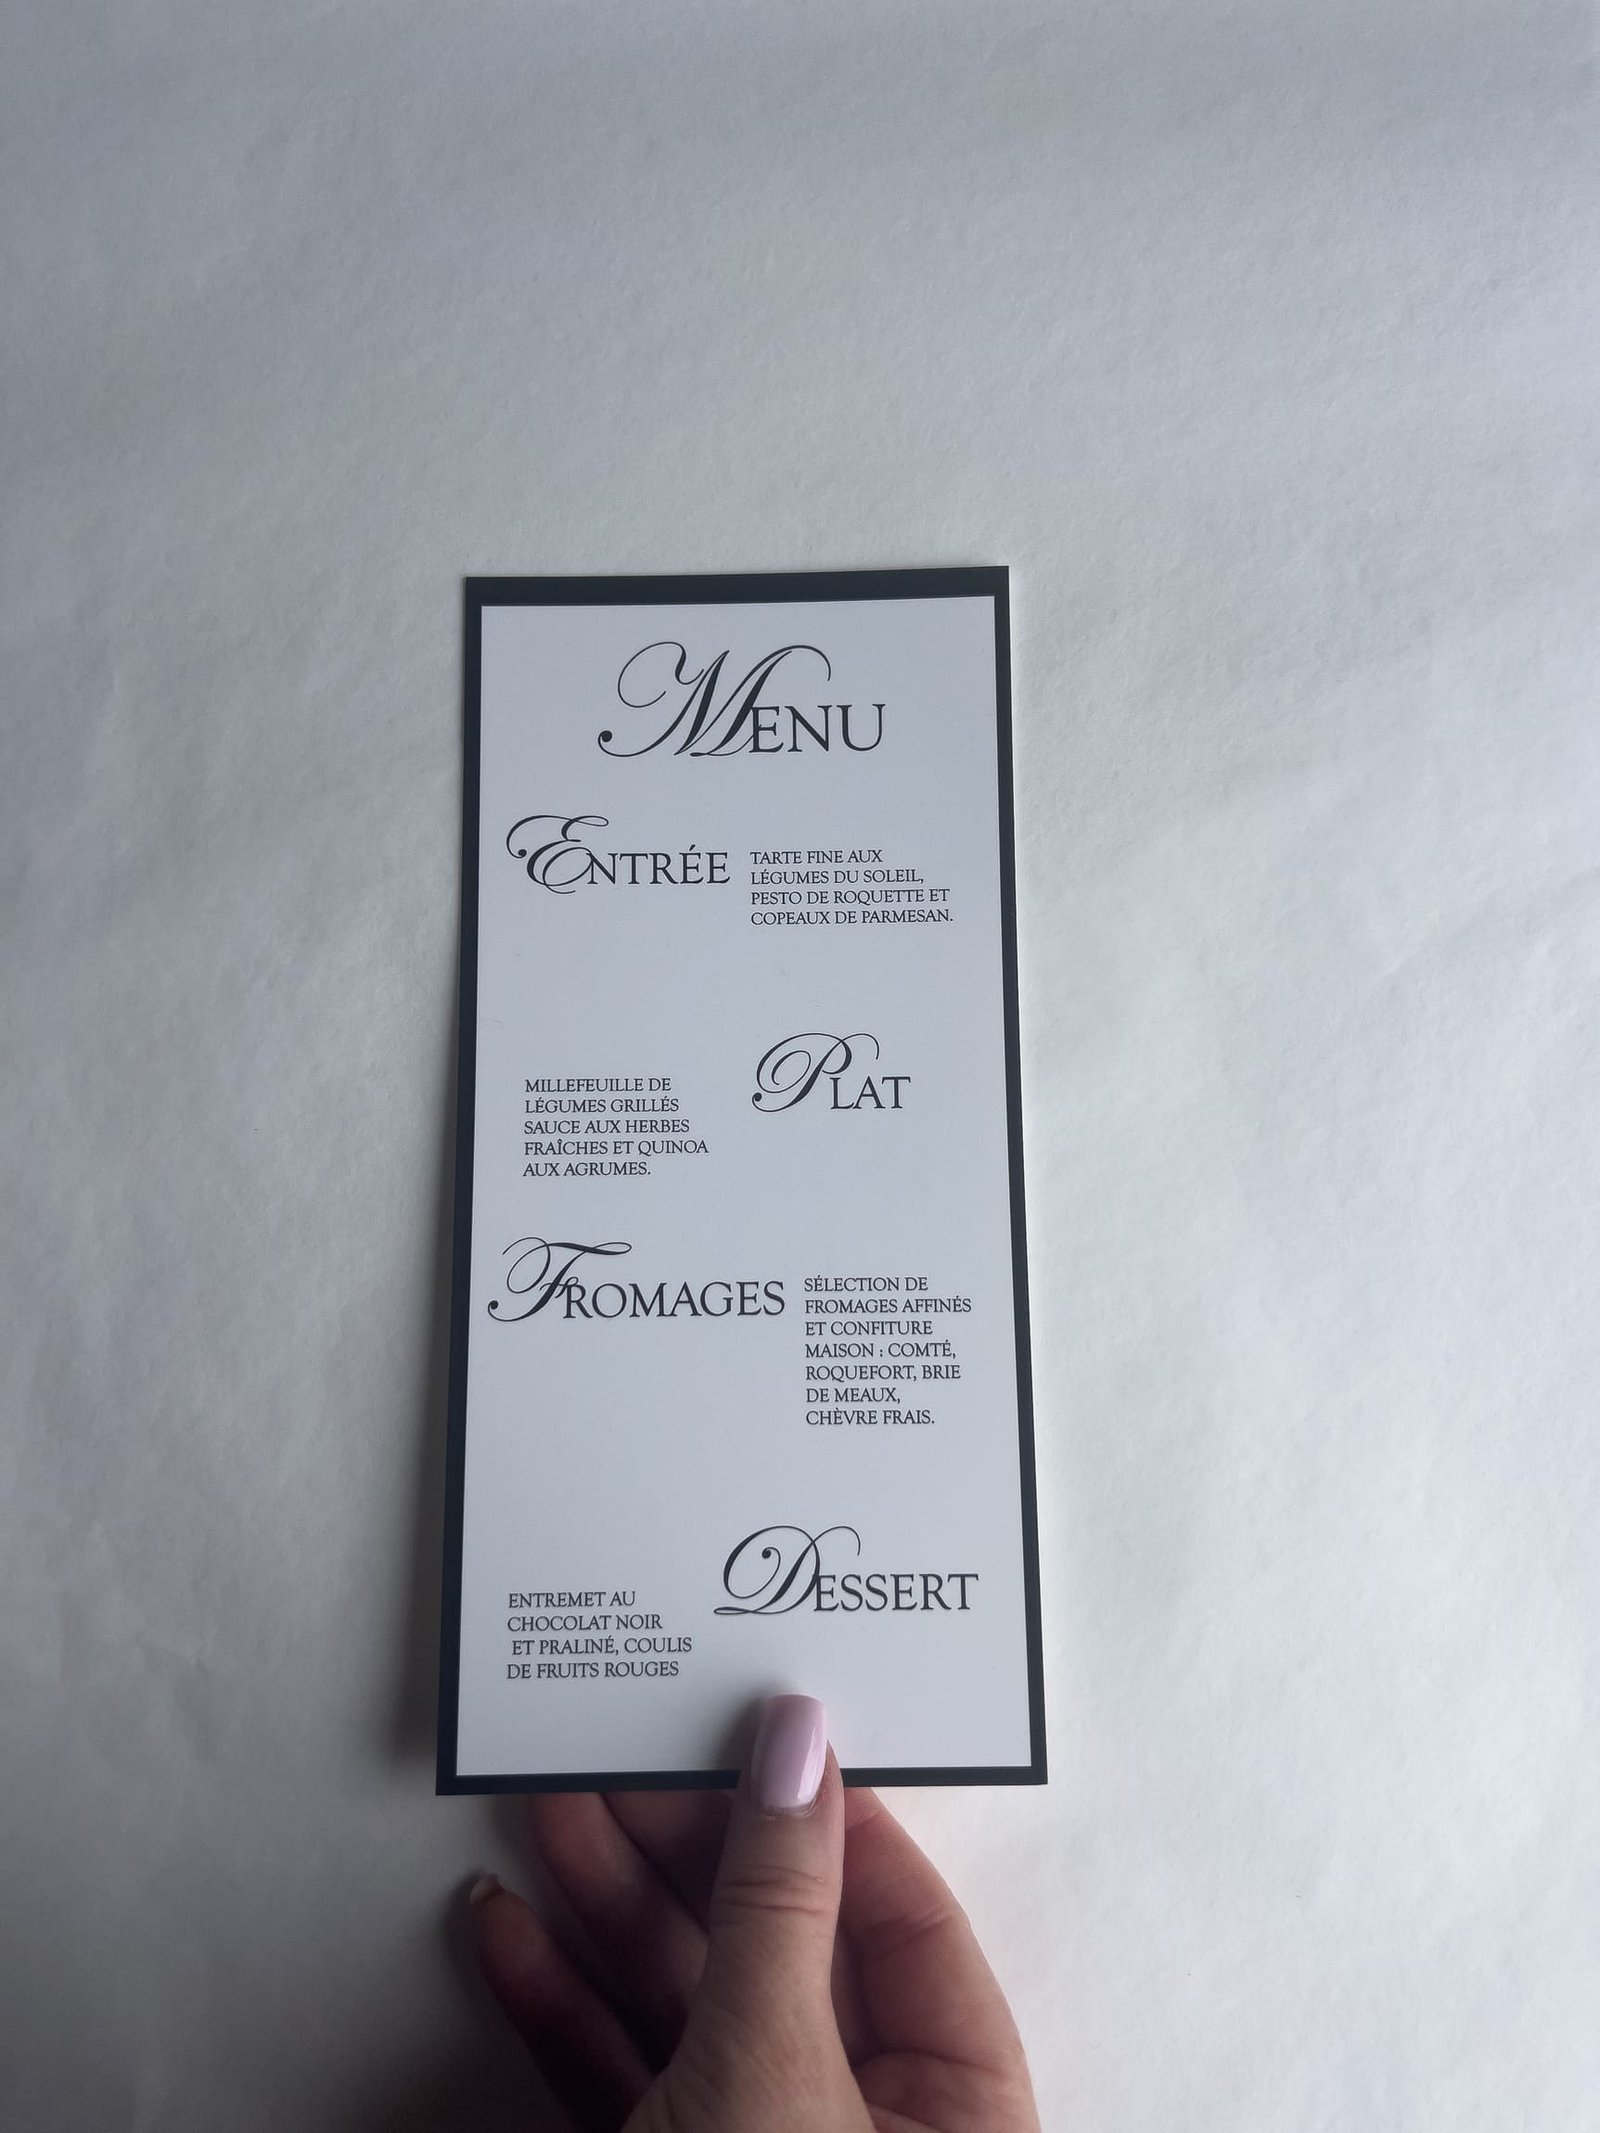 MENU
ENTRÉE
TARTE FINE AUX
LÉGUMES DU SOLEIL,
PESTO DE ROQUETTE ET
COPEAUX DE PARMESAN.
PLAT
MILLEFEUILLE DE
LÉGUMES GRILLÉS
SAUCE AUX HERBES
FRAÎCHES ET QUINOA
AUX AGRUMES.
FROMAGES
SÉLECTION DE
FROMAGES AFFINÉS
ET CONFITURE
MAISON : COMTÉ,
ROQUEFORT, BRIE
DE MEAUX,
CHÈVRE FRAIS.
DESSERT
ENTREMET AU
CHOCOLAT NOIR
ET PRALINÉ, COULIS
DE FRUITS ROUGES